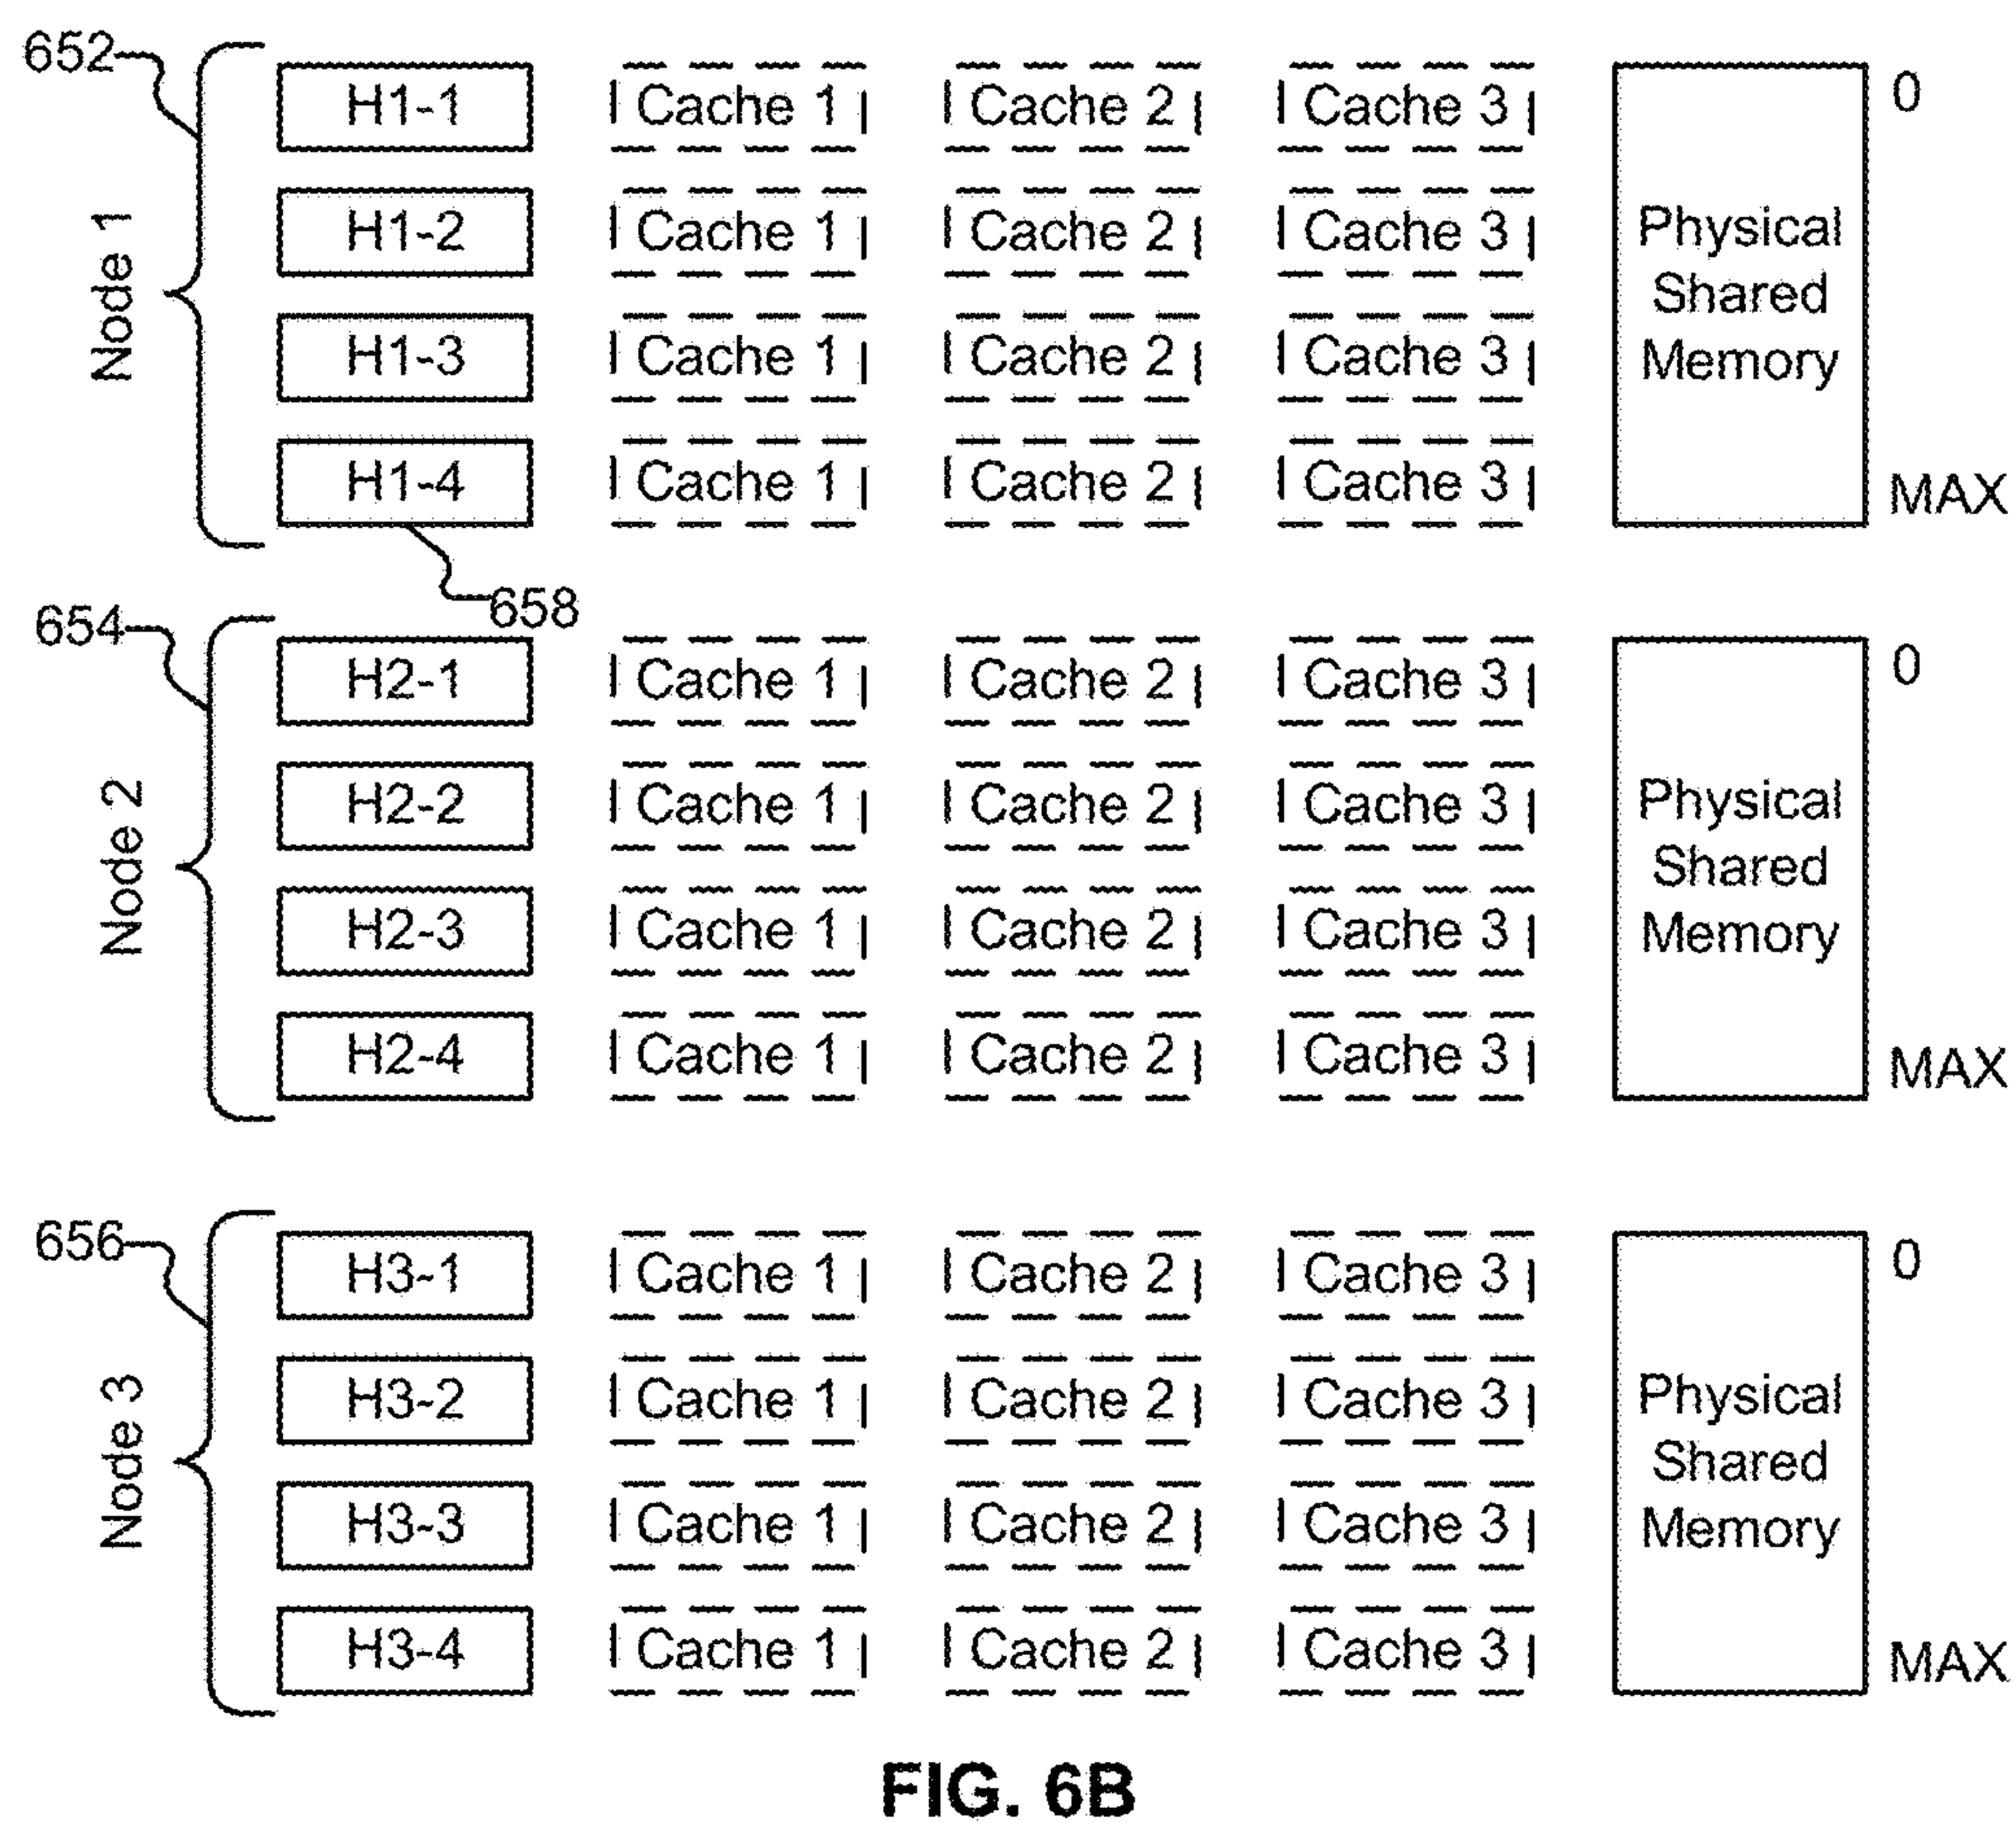 652
H1-1 Cache 1 Cache 2 Cache 3 0
H1-2 Cache 1 Cache 2 Cache 3
Node 1
Physical
Shared
Memory
H1-3 Cache 1 Cache 2 Cache 3
H1-4 Cache 1 Cache 2 Cache 3 MAX
658
654
H2-1 Cache 1 Cache 2 Cache 3 0
H2-2 Cache 1 Cache 2 Cache 3
Node 2
Physical
Shared
Memory
H2-3 Cache 1 Cache 2 Cache 3
H2-4 Cache 1 Cache 2 Cache 3 MAX
656
H3-1 Cache 1 Cache 2 Cache 3 0
H3-2 Cache 1 Cache 2 Cache 3
Node 3
Physical
Shared
Memory
H3-3 Cache 1 Cache 2 Cache 3
H3-4 Cache 1 Cache 2 Cache 3 MAX
FIG. 6B